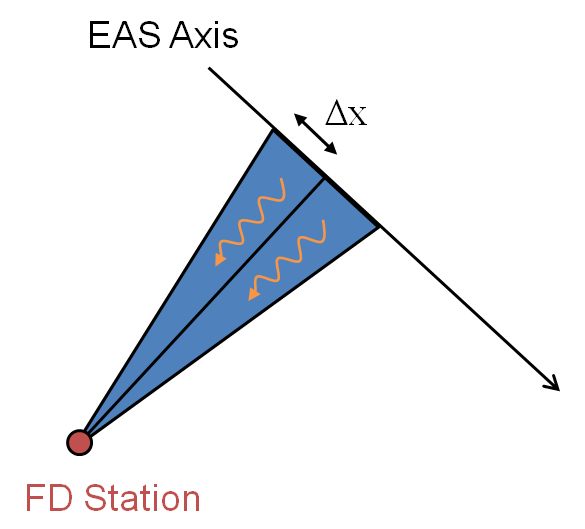 EAS Axis
Δx
FD Station